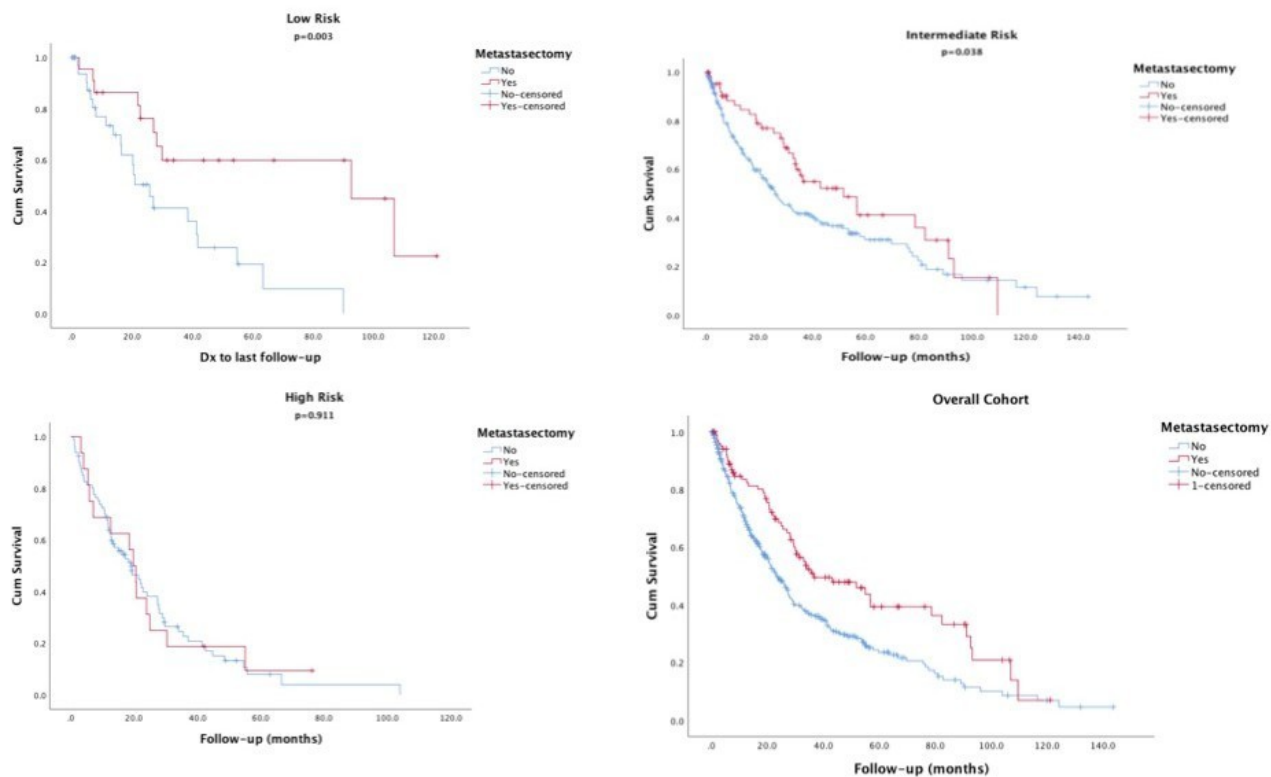 Low Risk
p=0.003
Metastasectomy
No
Yes
No-censored
Yes-censored
Cum Survival
1.0
0.8
0.6
0.4
0.2
0.0
.0 20.0 40.0 60.0 80.0 100.0 120.0
Dx to last follow-up
Intermediate Risk
p=0.038
Metastasectomy
No
Yes
No-censored
Yes-censored
Cum Survival
1.0
0.8
0.6
0.4
0.2
0.0
.0 20.0 40.0 60.0 80.0 100.0 120.0 140.0
Follow-up (months)
High Risk
p=0.911
Metastasectomy
No
Yes
No-censored
Yes-censored
Cum Survival
1.0
0.8
0.6
0.4
0.2
0.0
.0 20.0 40.0 60.0 80.0 100.0 120.0
Follow-up (months)
Overall Cohort
Metastasectomy
No
Yes
No-censored
1-censored
Cum Survival
1.0
0.8
0.6
0.4
0.2
0.0
.0 20.0 40.0 60.0 80.0 100.0 120.0 140.0
Follow-up (months)